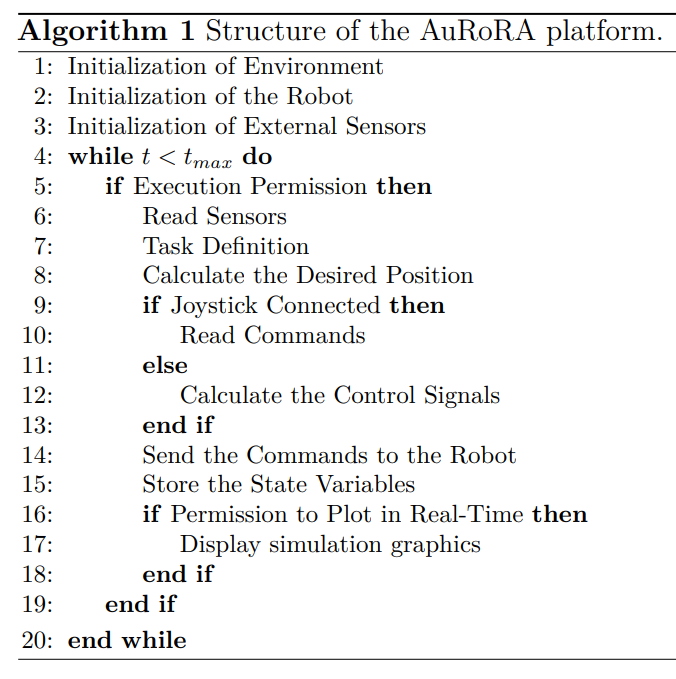 Algorithm 1 Structure of the AuRoRA platform.
1: Initialization of Environment
2: Initialization of the Robot
3: Initialization of External Sensors
4: while t < tmax do
5: if Execution Permission then
6: Read Sensors
7: Task Definition
8: Calculate the Desired Position
9: if Joystick Connected then
10: Read Commands
11: else
12: Calculate the Control Signals
13: end if
14: Send the Commands to the Robot
15: Store the State Variables
16: if Permission to Plot in Real-Time then
17: Display simulation graphics
18: end if
19: end if
20: end while